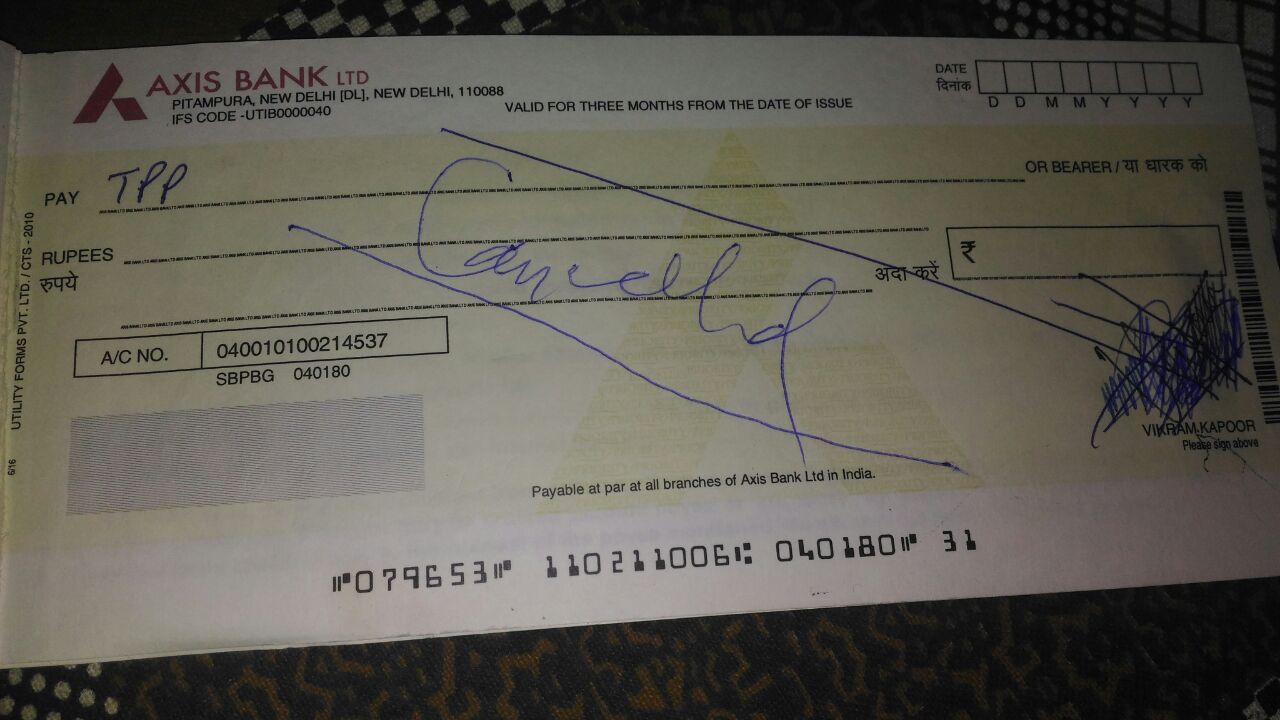 AXIS BANK LTD
PITAMPURA, NEW DELHI [DL], NEW DELHI, 110088
IFS CODE -UTIB0000040
VALID FOR THREE MONTHS FROM THE DATE OF ISSUE
DATE
दिनांक
D D M M Y Y Y Y
PAY TPP
OR BEARER / या धारक को
RUPEES
रुपये
Cancelled
अदा करें ₹
A/C NO. 040010100214537
SBPBG 040180
VIKRAM KAPOOR
Please sign above
Payable at par at all branches of Axis Bank Ltd in India.
⑈079653⑈ 110211006⑆ 040180⑈ 31
UTILITY FORMS PVT. LTD. / CTS - 2010
6/16